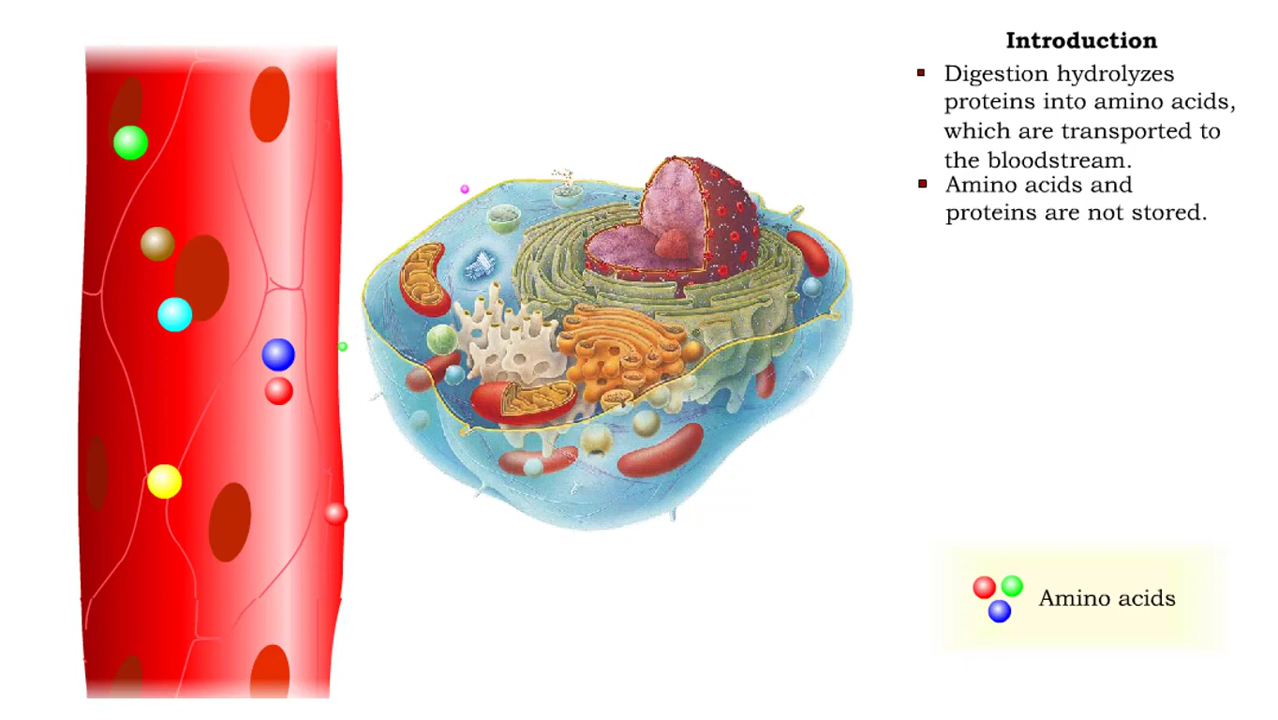 Introduction
Digestion hydrolyzes
proteins into amino acids,
which are transported to
the bloodstream.
Amino acids and
proteins are not stored.
Amino acids